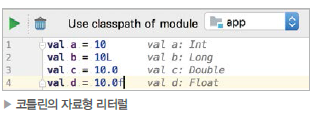 Use classpath of module app
1 val a = 10 val a: Int
2 val b = 10L val b: Long
3 val c = 10.0 val c: Double
4 val d = 10.0f val d: Float
▶ 코틀린의 자료형 리터럴